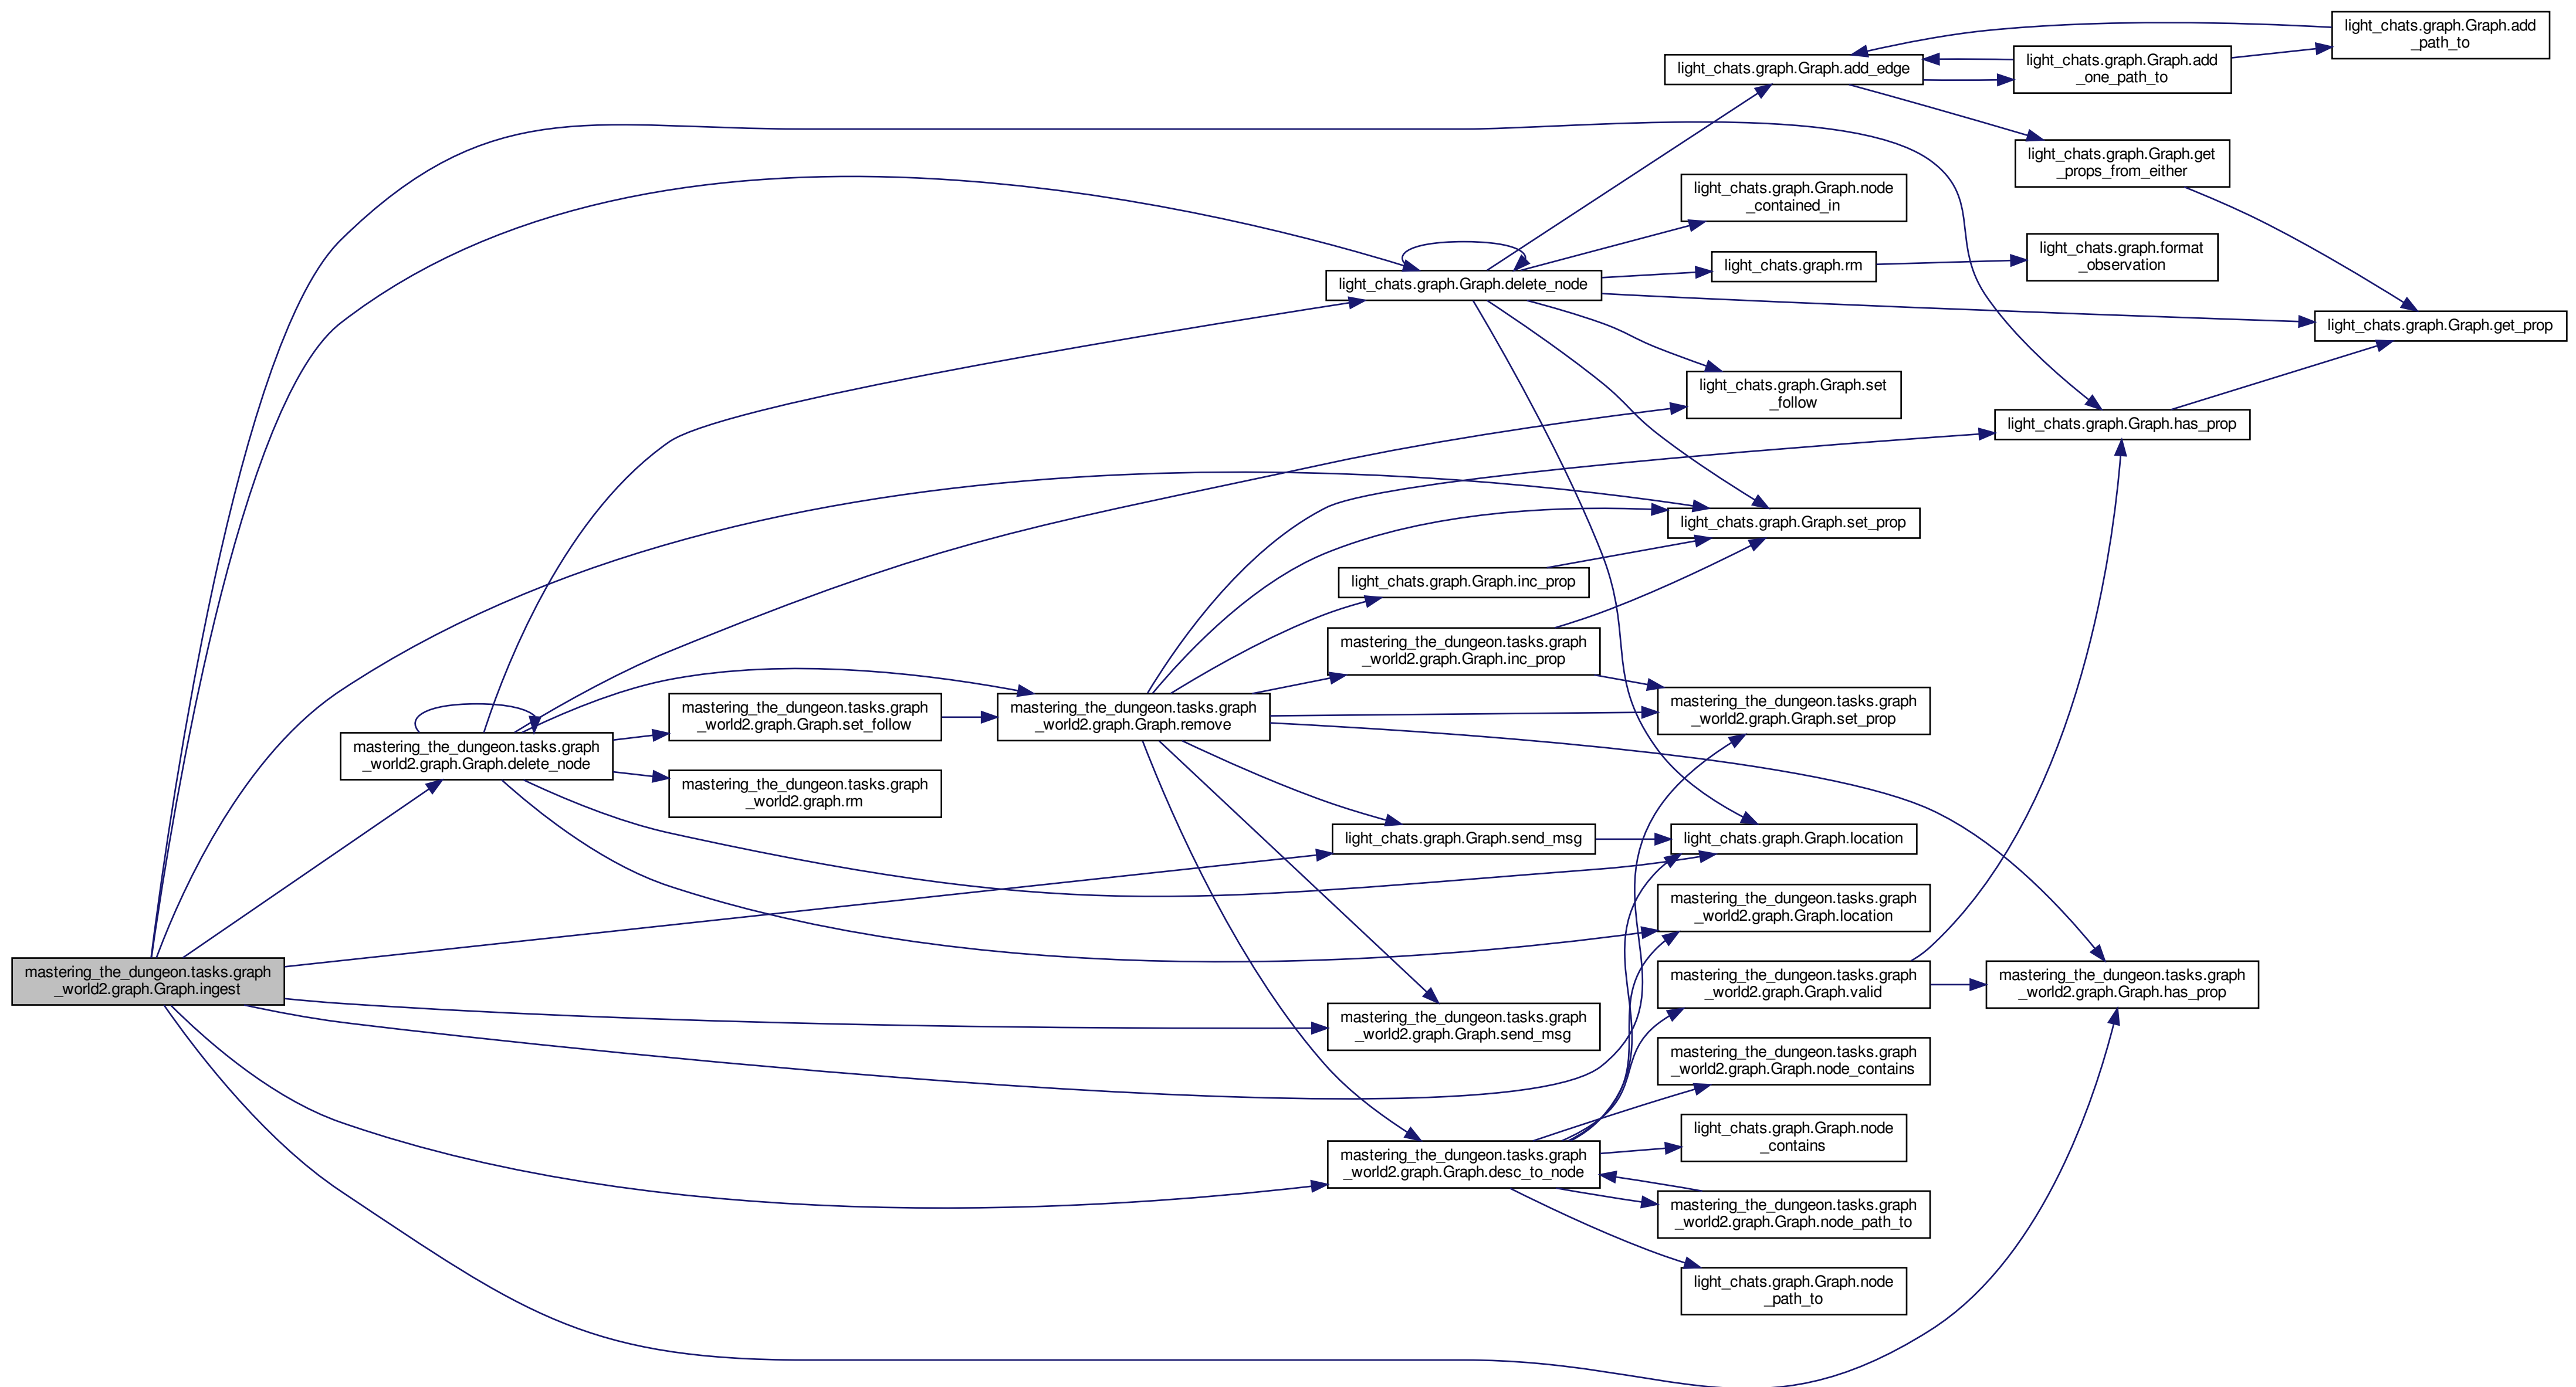 mastering_the_dungeon.tasks.graph
_world2.graph.Graph.ingest
mastering_the_dungeon.tasks.graph
_world2.graph.Graph.delete_node
mastering_the_dungeon.tasks.graph
_world2.graph.Graph.set_follow
mastering_the_dungeon.tasks.graph
_world2.graph.rm
mastering_the_dungeon.tasks.graph
_world2.graph.Graph.remove
light_chats.graph.Graph.delete_node
light_chats.graph.Graph.inc_prop
mastering_the_dungeon.tasks.graph
_world2.graph.Graph.inc_prop
light_chats.graph.Graph.send_msg
mastering_the_dungeon.tasks.graph
_world2.graph.Graph.send_msg
mastering_the_dungeon.tasks.graph
_world2.graph.Graph.desc_to_node
light_chats.graph.Graph.add_edge
light_chats.graph.Graph.node
_contained_in
light_chats.graph.rm
light_chats.graph.Graph.set
_follow
light_chats.graph.Graph.set_prop
mastering_the_dungeon.tasks.graph
_world2.graph.Graph.set_prop
light_chats.graph.Graph.location
mastering_the_dungeon.tasks.graph
_world2.graph.Graph.location
mastering_the_dungeon.tasks.graph
_world2.graph.Graph.valid
mastering_the_dungeon.tasks.graph
_world2.graph.Graph.node_contains
light_chats.graph.Graph.node
_contains
mastering_the_dungeon.tasks.graph
_world2.graph.Graph.node_path_to
light_chats.graph.Graph.node
_path_to
light_chats.graph.Graph.add
_one_path_to
light_chats.graph.Graph.get
_props_from_either
light_chats.graph.format
_observation
light_chats.graph.Graph.has_prop
mastering_the_dungeon.tasks.graph
_world2.graph.Graph.has_prop
light_chats.graph.Graph.add
_path_to
light_chats.graph.Graph.get_prop